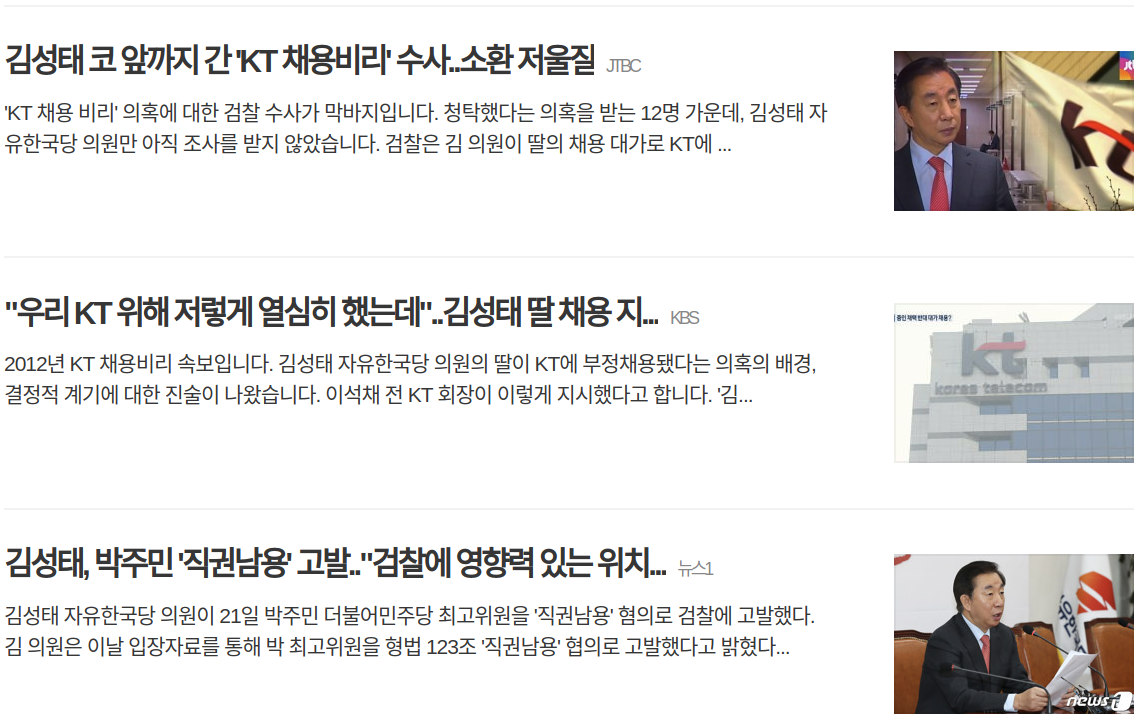 김성태 코 앞까지 간 'KT 채용비리' 수사..소환 저울질 JTBC
'KT 채용 비리' 의혹에 대한 검찰 수사가 막바지입니다. 청탁했다는 의혹을 받는 12명 가운데, 김성태 자
유한국당 의원만 아직 조사를 받지 않았습니다. 검찰은 김 의원이 딸의 채용 대가로 KT에 ...
kt
"우리 KT 위해 저렇게 열심히 했는데"..김성태 딸 채용 지... KBS
2012년 KT 채용비리 속보입니다. 김성태 자유한국당 의원의 딸이 KT에 부정채용됐다는 의혹의 배경,
결정적 계기에 대한 진술이 나왔습니다. 이석채 전 KT 회장이 이렇게 지시했다고 합니다. '김...
증인 채택 반대 대가 채용?
kt
korea telecom
김성태, 박주민 '직권남용' 고발.."검찰에 영향력 있는 위치... 뉴스1
김성태 자유한국당 의원이 21일 박주민 더불어민주당 최고위원을 '직권남용' 혐의로 검찰에 고발했다.
김 의원은 이날 입장자료를 통해 박 최고위원을 형법 123조 '직권남용' 협의로 고발했다고 밝혔다...
news1